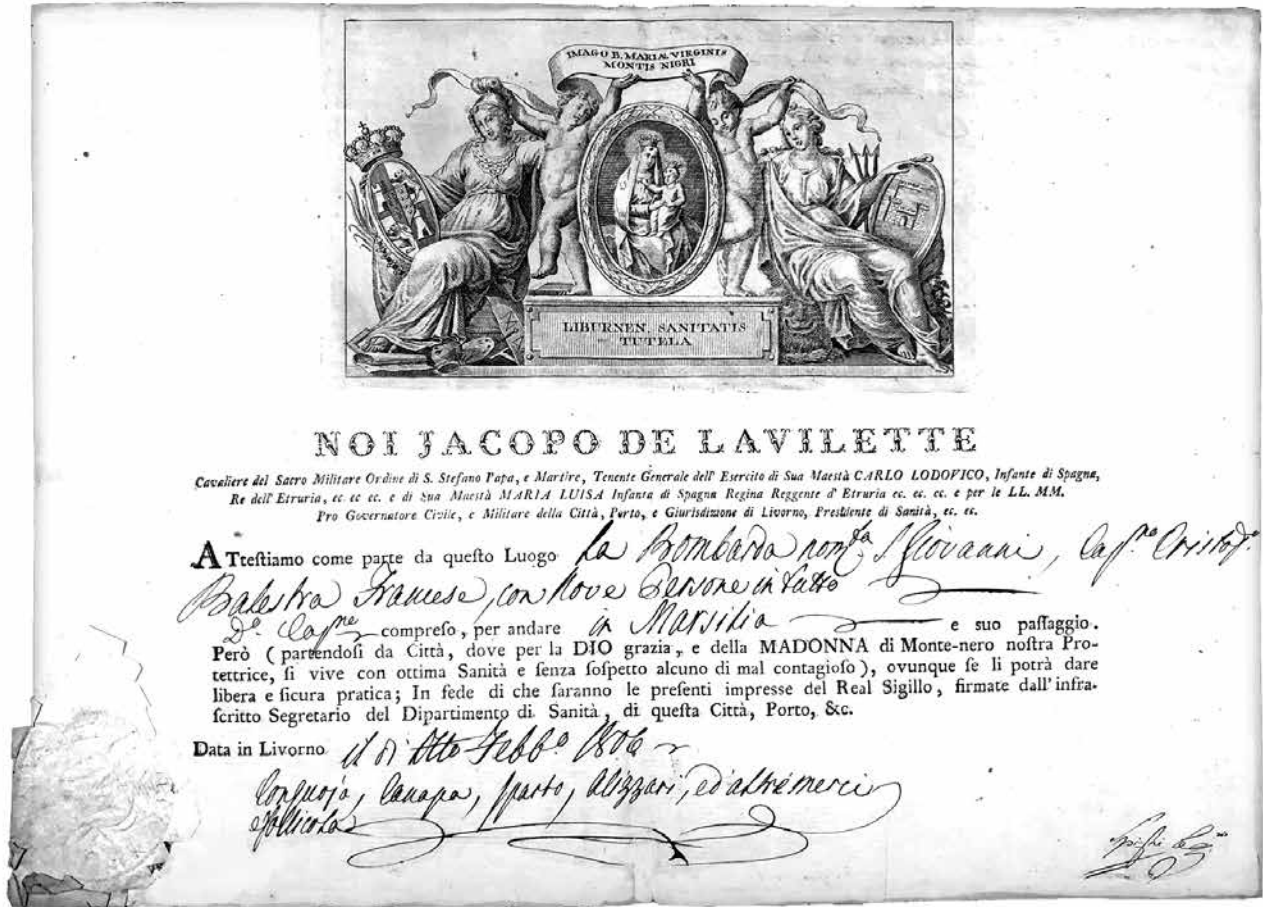 IMAGO B. MARIÆ VIRGINIS
MONTIS NIGRI
LIBURNEN. SANITATIS
TUTELA
NOI JACOPO DE LAVILETTE
Cavaliere del Sacro Militare Ordine di S. Stefano Papa, e Martire, Tenente Generale dell' Esercito di Sua Maestà CARLO LODOVICO, Infante di Spagna,
Re dell' Etruria, ec. ec. ec. e di Sua Maestà MARIA LUISA Infanta di Spagna Regina Reggente d' Etruria ec. ec. ec. e per le LL. MM.
Pro Governatore Civile, e Militare della Città, Porto, e Giurisdizione di Livorno, Presidente di Sanità, ec. ec.
ATteſtiamo come parte da queſto Luogo La Bombarda nom.ta S Giovanni, Cap.ne Cristof.o
Balestra Francese, con Nove Persone in tutto
D.o Cap.ne compreſo, per andare in Marsilia e suo paſſaggio.
Però (partendoſi da Città, dove per la DIO grazia, e della MADONNA di Monte-nero noſtra Pro-
tettrice, ſi vive con ottima Sanità e ſenza ſoſpetto alcuno di mal contagioſo), ovunque ſe li potrà dare
libera e ſicura pratica; In fede di che ſaranno le preſenti impresse del Real Sigillo, firmate dall'infra-
ſcritto Segretario del Dipartimento di Sanità, di queſta Città, Porto, &c.
Data in Livorno il dì Otto Febb.o 1806
Con quoja, Canapa, sparto, alizzari, ed altre merci